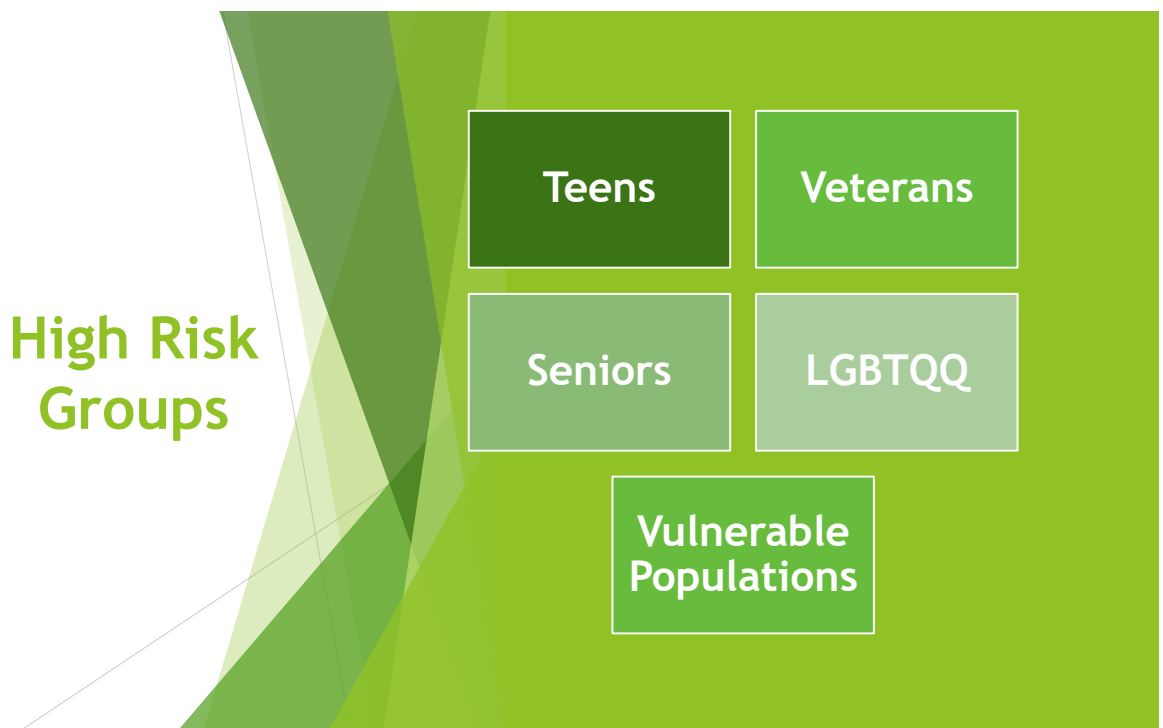 High Risk
Groups
Teens
Veterans
Seniors
LGBTQQ
Vulnerable
Populations